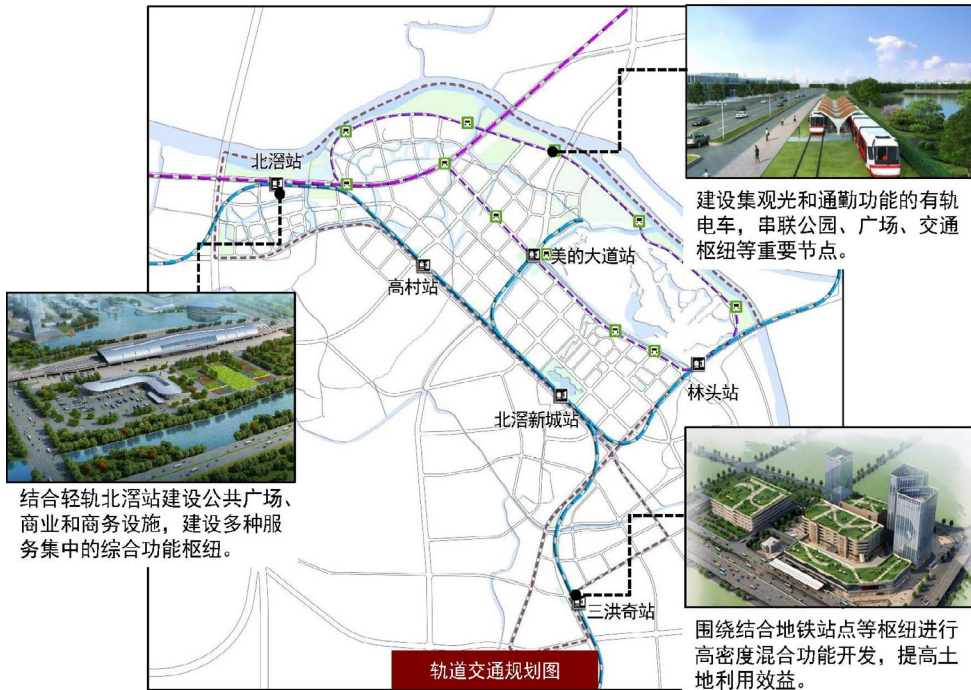 北滘站
高村站
美的大道站
北滘新城站
林头站
三洪奇站
建设集观光和通勤功能的有轨
电车，串联公园、广场、交通
枢纽等重要节点。
结合轻轨北滘站建设公共广场、
商业和商务设施，建设多种服
务集中的综合功能枢纽。
围绕结合地铁站点等枢纽进行
高密度混合功能开发，提高土
地利用效益。
轨道交通规划图